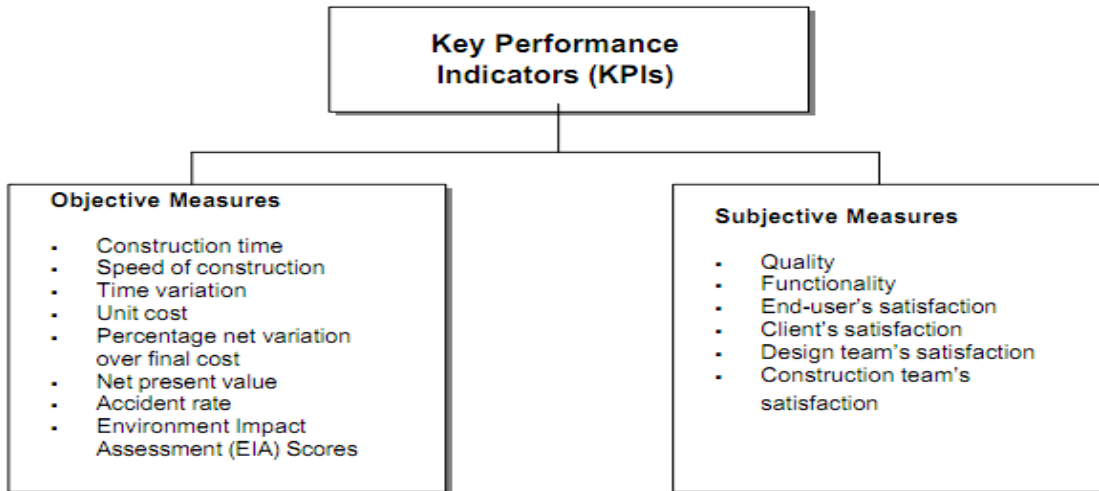 Key Performance
Indicators (KPIs)
Objective Measures
▪ Construction time
▪ Speed of construction
▪ Time variation
▪ Unit cost
▪ Percentage net variation
over final cost
▪ Net present value
▪ Accident rate
▪ Environment Impact
Assessment (EIA) Scores
Subjective Measures
▪ Quality
▪ Functionality
▪ End-user’s satisfaction
▪ Client’s satisfaction
▪ Design team’s satisfaction
▪ Construction team’s
satisfaction